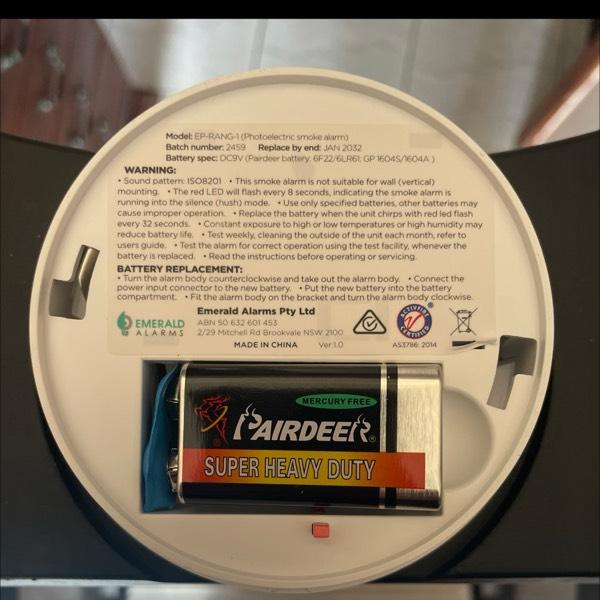 Model: EP-RANG-1 (Photoelectric smoke alarm)
Batch number: 2459 Replace by end: JAN 2032
Battery spec: DC9V (Pairdeer battery: 6F22/6LR61; GP 1604S/1604A )
WARNING:
• Sound pattern: ISO8201 • This smoke alarm is not suitable for wall (vertical)
mounting. • The red LED will flash every 8 seconds, indicating the smoke alarm is
running into the silence (hush) mode. • Use only specified batteries, other batteries may
cause improper operation. • Replace the battery when the unit chirps with red led flash
every 32 seconds. • Constant exposure to high or low temperatures or high humidity may
reduce battery life. • Test weekly, cleaning the outside of the unit each month, refer to
users guide. • Test the alarm for correct operation using the test facility, whenever the
battery is replaced. • Read the instructions before operating or servicing.
BATTERY REPLACEMENT:
• Turn the alarm body counterclockwise and take out the alarm body. • Connect the
power input connector to the new battery. • Put the new battery into the battery
compartment. • Fit the alarm body on the bracket and turn the alarm body clockwise.
EMERALD
ALARMS
Emerald Alarms Pty Ltd
ABN 50 632 601 453
2/29 Mitchell Rd Brookvale NSW 2100
MADE IN CHINA Ver:1.0
ACTIVFIRE
CERTIFIED
AS3786: 2014
MERCURY FREE
PAIRDEER®
SUPER HEAVY DUTY